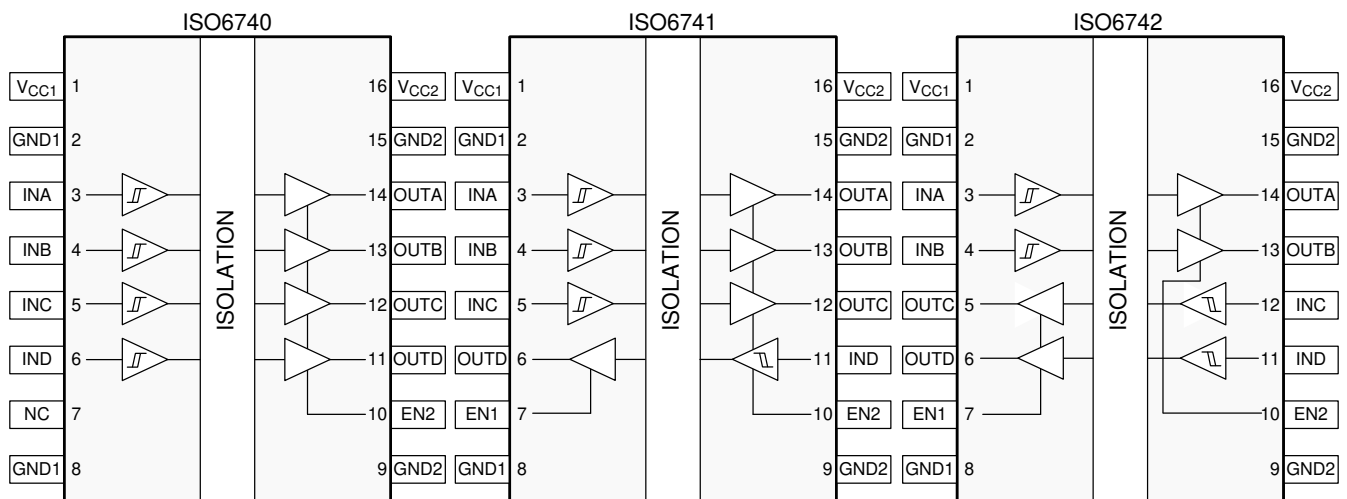 ISO6740 ISO6741 ISO6742
VCC1 1 16 VCC2 VCC1 1 16 VCC2 VCC1 1 16 VCC2
GND1 2 15 GND2 GND1 2 15 GND2 GND1 2 15 GND2
INA 3 14 OUTA INA 3 14 OUTA INA 3 14 OUTA
INB 4 13 OUTB INB 4 13 OUTB INB 4 13 OUTB
INC 5 12 OUTC INC 5 12 OUTC OUTC 5 12 INC
IND 6 11 OUTD OUTD 6 11 IND OUTD 6 11 IND
NC 7 10 EN2 EN1 7 10 EN2 EN1 7 10 EN2
GND1 8 9 GND2 GND1 8 9 GND2 GND1 8 9 GND2
ISOLATION
ISOLATION
ISOLATION